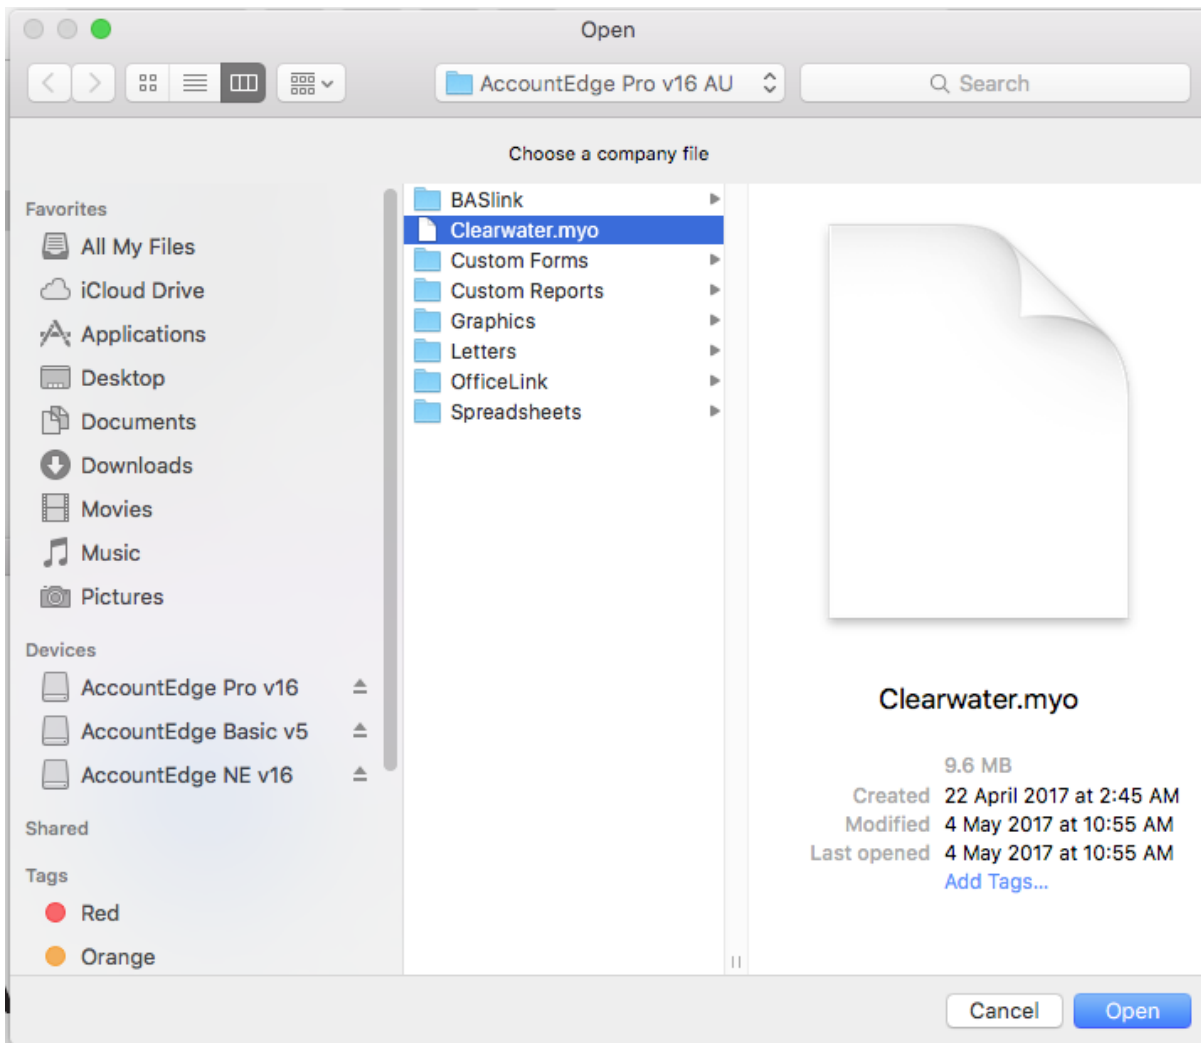 Open
AccountEdge Pro v16 AU
Search
Choose a company file
Favorites
All My Files
iCloud Drive
Applications
Desktop
Documents
Downloads
Movies
Music
Pictures
Devices
AccountEdge Pro v16
AccountEdge Basic v5
AccountEdge NE v16
Shared
Tags
Red
Orange
BASlink
Clearwater.myo
Custom Forms
Custom Reports
Graphics
Letters
OfficeLink
Spreadsheets
Clearwater.myo
9.6 MB
Created 22 April 2017 at 2:45 AM
Modified 4 May 2017 at 10:55 AM
Last opened 4 May 2017 at 10:55 AM
Add Tags...
Cancel
Open